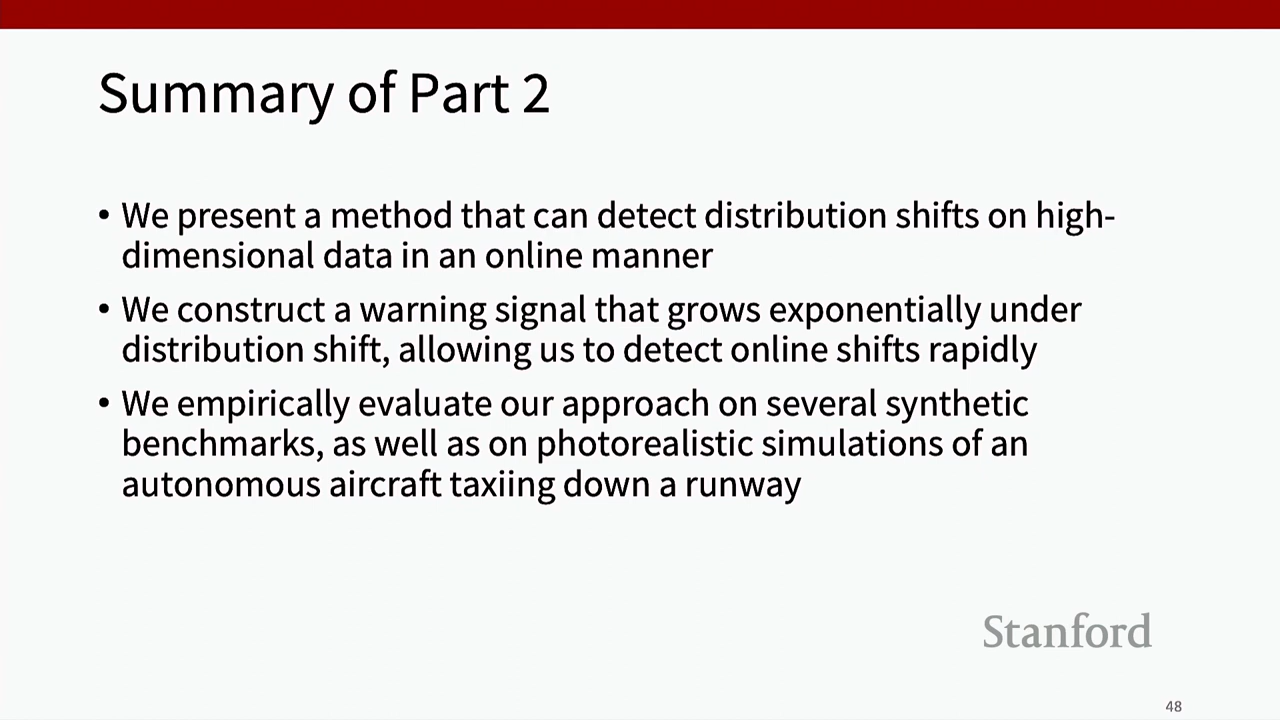 Summary of Part 2
• We present a method that can detect distribution shifts on high-
dimensional data in an online manner
• We construct a warning signal that grows exponentially under
distribution shift, allowing us to detect online shifts rapidly
• We empirically evaluate our approach on several synthetic
benchmarks, as well as on photorealistic simulations of an
autonomous aircraft taxiing down a runway
Stanford
48